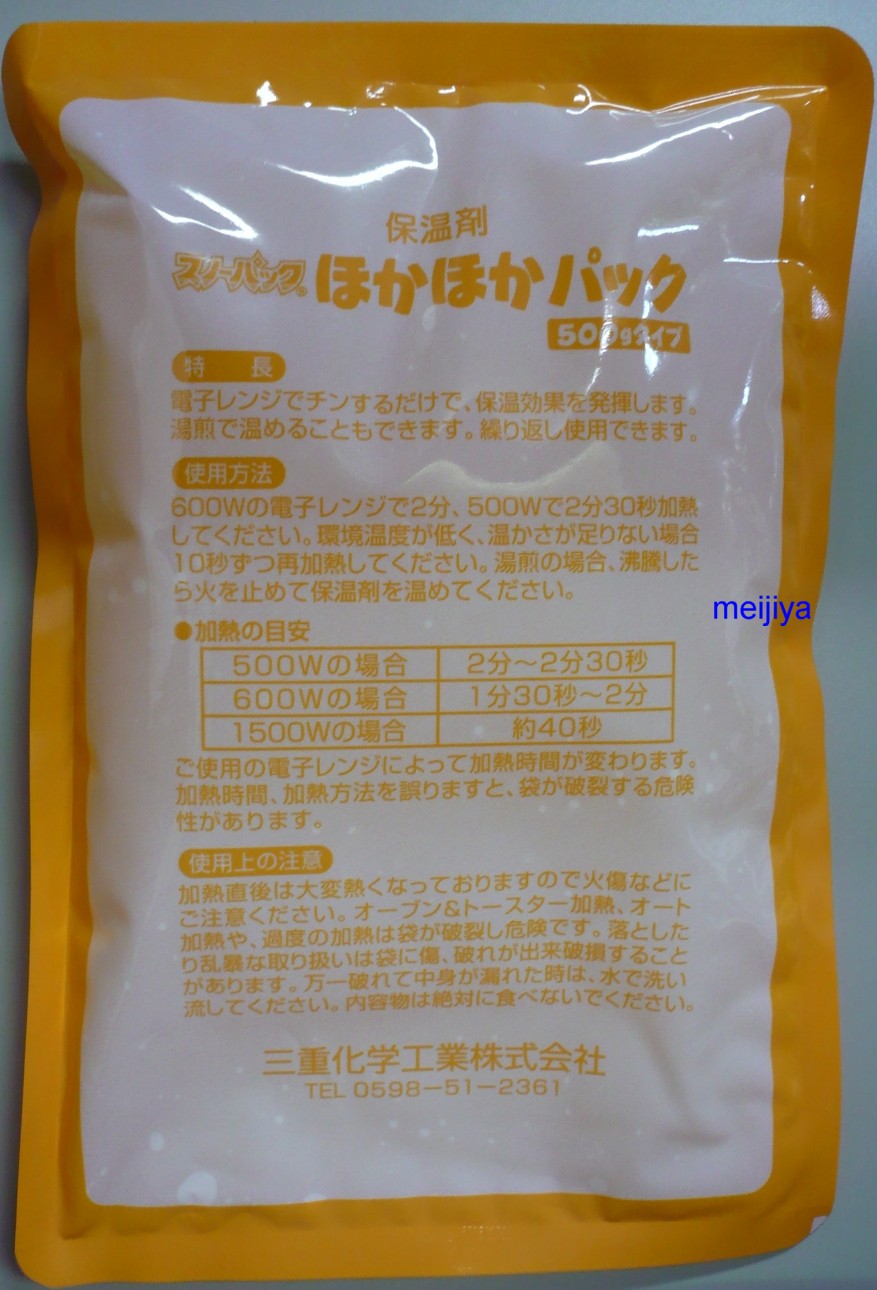 保温剤
スノーパック® ほかほかパック
500gタイプ
特　長
電子レンジでチンするだけで、保温効果を発揮します。
湯煎で温めることもできます。繰り返し使用できます。
使用方法
600Wの電子レンジで2分、500Wで2分30秒加熱
してください。環境温度が低く、温かさが足りない場合
10秒ずつ再加熱してください。湯煎の場合、沸騰した
ら火を止めて保温剤を温めてください。
meijiya
●加熱の目安
500Wの場合 2分～2分30秒
600Wの場合 1分30秒～2分
1500Wの場合 約40秒
ご使用の電子レンジによって加熱時間が変わります。
加熱時間、加熱方法を誤りますと、袋が破裂する危険
性があります。
使用上の注意
加熱直後は大変熱くなっておりますので火傷などに
ご注意ください。オーブン&トースター加熱、オート
加熱や、過度の加熱は袋が破裂し危険です。落とした
り乱暴な取り扱いは袋に傷、破れが出来破損すること
があります。万一破れて中身が漏れた時は、水で洗い
流してください。内容物は絶対に食べないでください。
三重化学工業株式会社
TEL 0598－51－2361